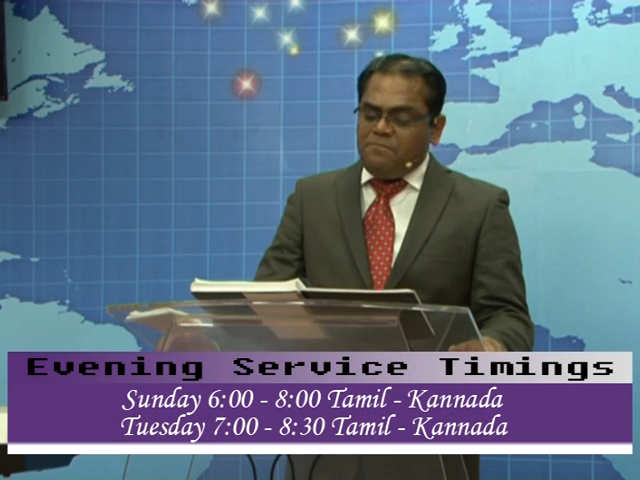 Evening Service Timings
Sunday 6:00 - 8:00 Tamil - Kannada
Tuesday 7:00 - 8:30 Tamil - Kannada